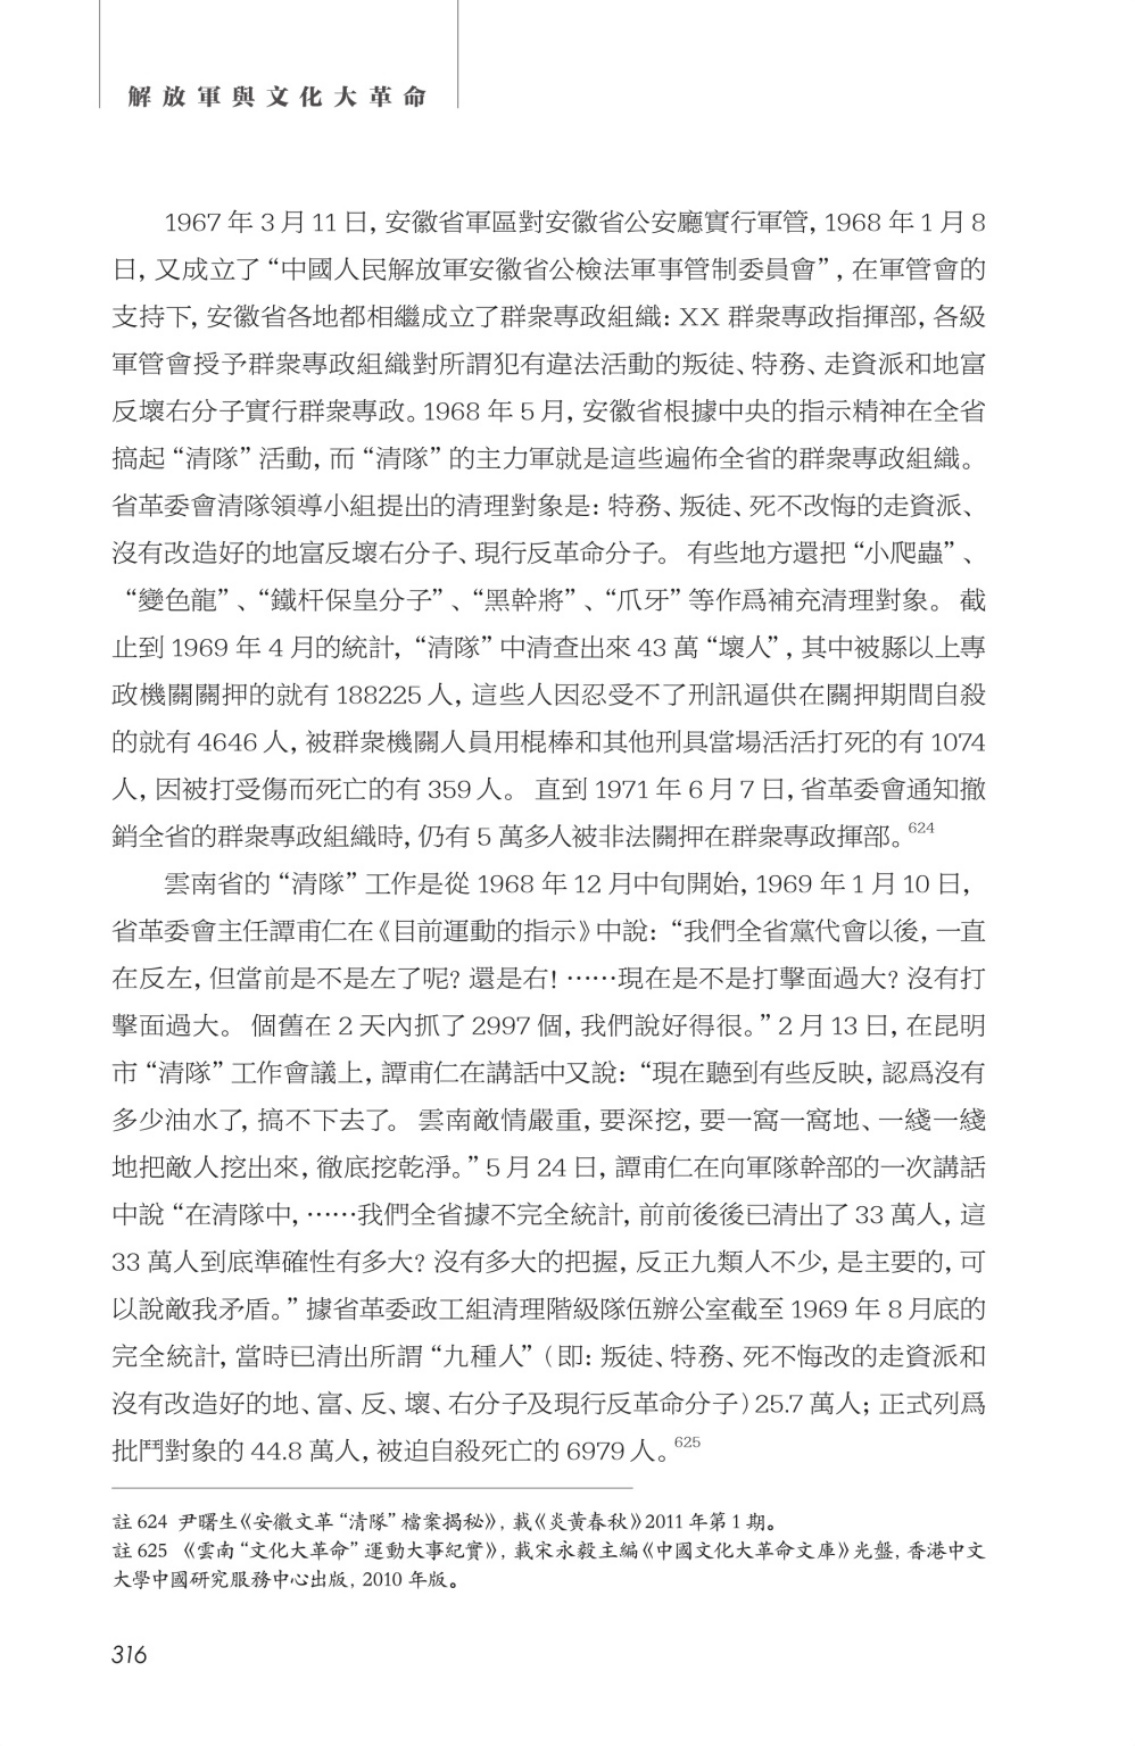 解放軍與文化大革命
1967 年 3 月 11 日, 安徽省軍區對安徽省公安廳實行軍管, 1968 年 1 月 8
日, 又成立了 “中國人民解放軍安徽省公檢法軍事管制委員會” , 在軍管會的
支持下, 安徽省各地都相繼成立了群衆專政組織: XX 群衆專政指揮部, 各級
軍管會授予群衆專政組織對所謂犯有違法活動的叛徒、特務、走資派和地富
反壞右分子實行群衆專政。1968 年 5 月, 安徽省根據中央的指示精神在全省
搞起 “清隊” 活動, 而 “清隊” 的主力軍就是這些遍佈全省的群衆專政組織。
省革委會清隊領導小組提出的清理對象是: 特務、叛徒、死不改悔的走資派、
沒有改造好的地富反壞右分子、現行反革命分子。 有些地方還把 “小爬蟲” 、
“變色龍” 、“鐵杆保皇分子” 、“黑幹將” 、“爪牙” 等作爲補充清理對象。 截
止到 1969 年 4 月的統計, “清隊” 中清查出來 43 萬 “壞人” , 其中被縣以上專
政機關關押的就有 188225 人, 這些人因忍受不了刑訊逼供在關押期間自殺
的就有 4646 人, 被群衆機關人員用棍棒和其他刑具當場活活打死的有 1074
人, 因被打受傷而死亡的有 359 人。 直到 1971 年 6 月 7 日, 省革委會通知撤
銷全省的群衆專政組織時, 仍有 5 萬多人被非法關押在群衆專政揮部。624
雲南省的 “清隊” 工作是從 1968 年 12 月中旬開始, 1969 年 1 月 10 日,
省革委會主任譚甫仁在《目前運動的指示》中說: “我們全省黨代會以後, 一直
在反左, 但當前是不是左了呢? 還是右! ……現在是不是打擊面過大? 沒有打
擊面過大。 個舊在 2 天內抓了 2997 個, 我們說好得很。” 2 月 13 日, 在昆明
市 “清隊” 工作會議上, 譚甫仁在講話中又說: “現在聽到有些反映, 認爲沒有
多少油水了, 搞不下去了。 雲南敵情嚴重, 要深挖, 要一窩一窩地、一綫一綫
地把敵人挖出來, 徹底挖乾淨。” 5 月 24 日, 譚甫仁在向軍隊幹部的一次講話
中說 “在清隊中, ……我們全省據不完全統計, 前前後後已清出了 33 萬人, 這
33 萬人到底準確性有多大? 沒有多大的把握, 反正九類人不少, 是主要的, 可
以說敵我矛盾。” 據省革委政工組清理階級隊伍辦公室截至 1969 年 8 月底的
完全統計, 當時已清出所謂 “九種人” (即: 叛徒、特務、死不悔改的走資派和
沒有改造好的地、富、反、壞、右分子及現行反革命分子) 25.7 萬人; 正式列爲
批鬥對象的 44.8 萬人, 被迫自殺死亡的 6979 人。625
註 624 尹曙生《安徽文革 “清隊” 檔案揭秘》, 載《炎黃春秋》2011 年第 1 期。
註 625 《雲南 “文化大革命” 運動大事紀實》, 載宋永毅主編《中國文化大革命文庫》光盤, 香港中文
大學中國研究服務中心出版, 2010 年版。
316